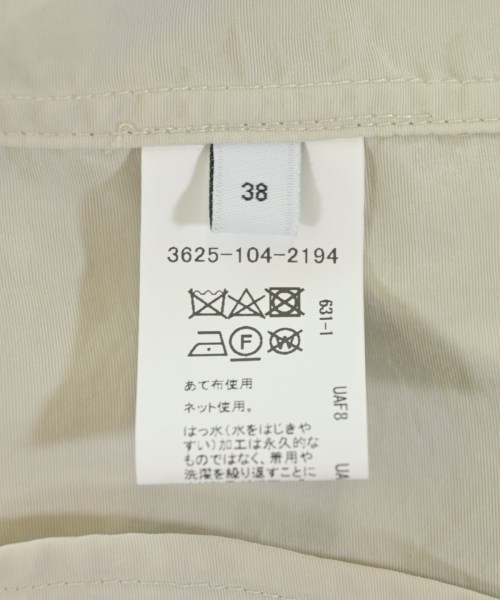 38
3625-104-2194
631-1
F
W
あて布使用
ネット使用。
UAF8
はっ水(水をはじきや
すい)加工は永久的な
ものではなく、着用や
洗濯を繰り返すことに
UA